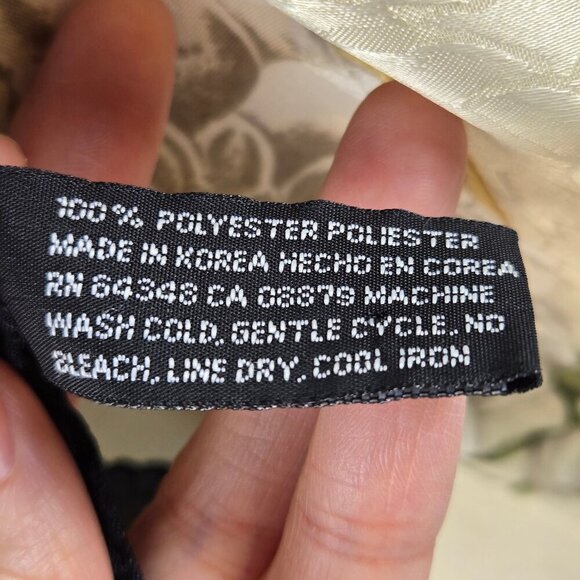 100% POLYESTER POLIESTER
MADE IN KOREA HECHO EN COREA
RN 64348 CA 08879 MACHINE
WASH COLD, GENTLE CYCLE, NO
BLEACH, LINE DRY, COOL IRON